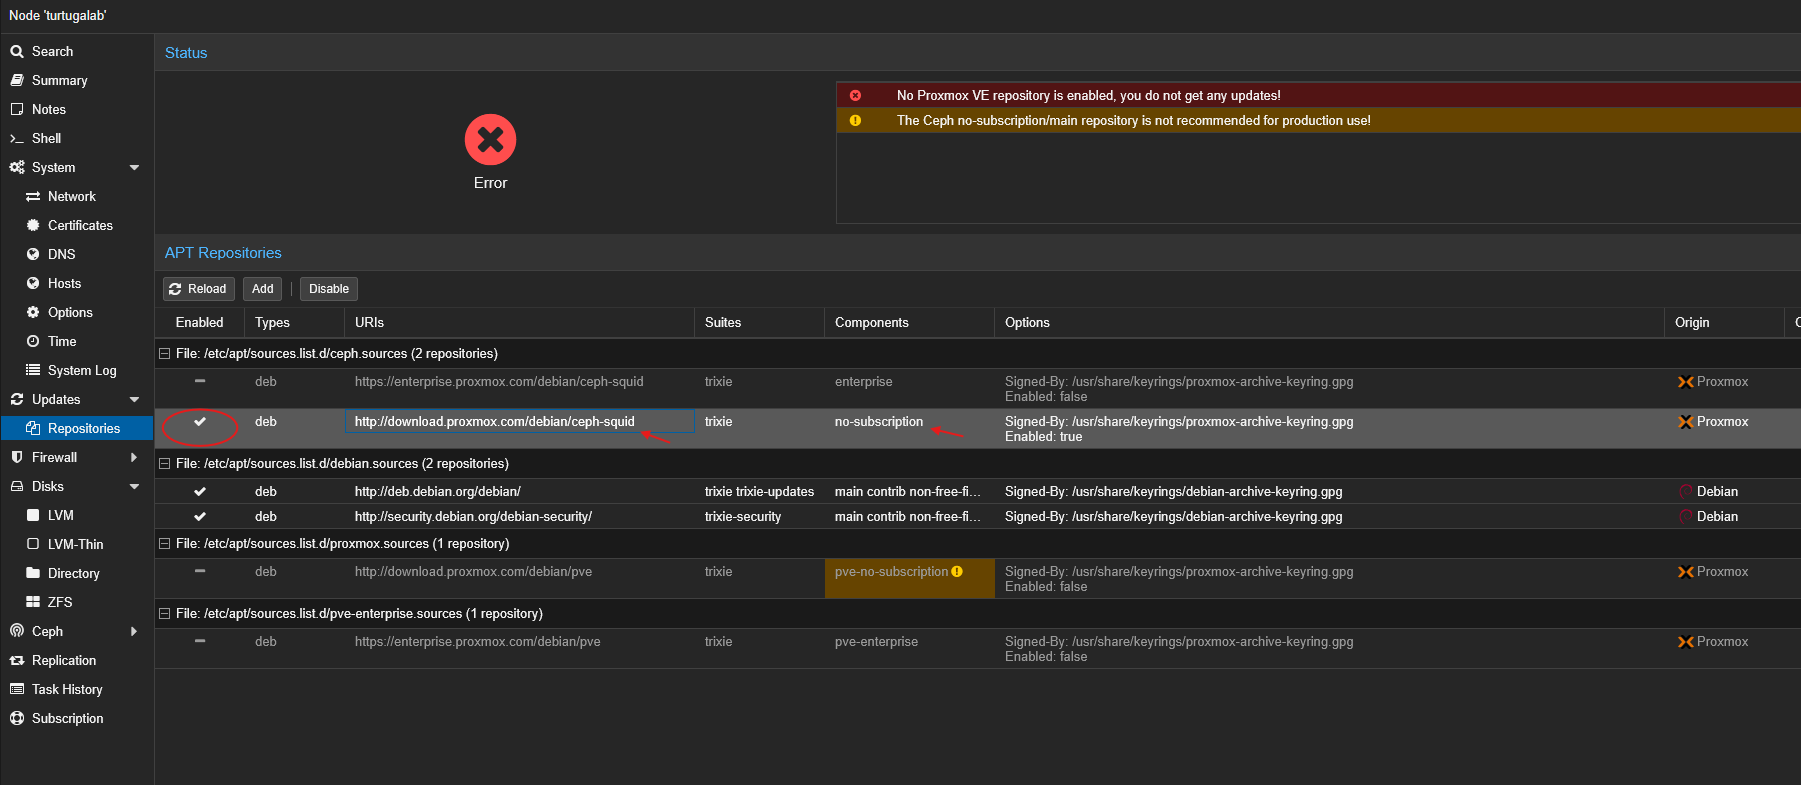 Node 'turtugalab'
Search
Summary
Notes
Shell
System
Network
Certificates
DNS
Hosts
Options
Time
System Log
Updates
Repositories
Firewall
Disks
LVM
LVM-Thin
Directory
ZFS
Ceph
Replication
Task History
Subscription
Status
Error
No Proxmox VE repository is enabled, you do not get any updates!
The Ceph no-subscription/main repository is not recommended for production use!
APT Repositories
Reload Add Disable
Enabled Types URIs Suites Components Options Origin C
File: /etc/apt/sources.list.d/ceph.sources (2 repositories)
deb https://enterprise.proxmox.com/debian/ceph-squid trixie enterprise Signed-By: /usr/share/keyrings/proxmox-archive-keyring.gpg Proxmox
Enabled: false
deb http://download.proxmox.com/debian/ceph-squid trixie no-subscription Signed-By: /usr/share/keyrings/proxmox-archive-keyring.gpg Proxmox
Enabled: true
File: /etc/apt/sources.list.d/debian.sources (2 repositories)
deb http://deb.debian.org/debian/ trixie trixie-updates main contrib non-free-fi... Signed-By: /usr/share/keyrings/debian-archive-keyring.gpg Debian
deb http://security.debian.org/debian-security/ trixie-security main contrib non-free-fi... Signed-By: /usr/share/keyrings/debian-archive-keyring.gpg Debian
File: /etc/apt/sources.list.d/proxmox.sources (1 repository)
deb http://download.proxmox.com/debian/pve trixie pve-no-subscription Signed-By: /usr/share/keyrings/proxmox-archive-keyring.gpg Proxmox
Enabled: false
File: /etc/apt/sources.list.d/pve-enterprise.sources (1 repository)
deb https://enterprise.proxmox.com/debian/pve trixie pve-enterprise Signed-By: /usr/share/keyrings/proxmox-archive-keyring.gpg Proxmox
Enabled: false